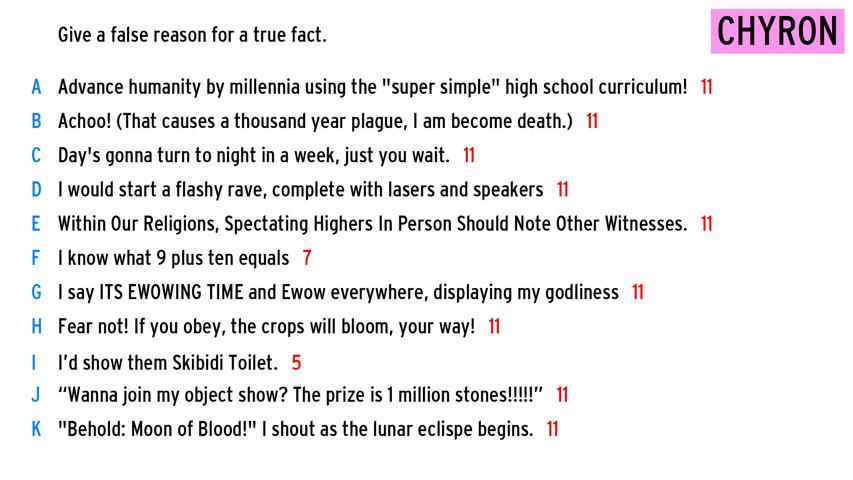 Give a false reason for a true fact.
CHYRON
A Advance humanity by millennia using the "super simple" high school curriculum! 11
B Achoo! (That causes a thousand year plague, I am become death.) 11
C Day's gonna turn to night in a week, just you wait. 11
D I would start a flashy rave, complete with lasers and speakers 11
E Within Our Religions, Spectating Highers In Person Should Note Other Witnesses. 11
F I know what 9 plus ten equals 7
G I say ITS EWOWING TIME and Ewow everywhere, displaying my godliness 11
H Fear not! If you obey, the crops will bloom, your way! 11
I I’d show them Skibidi Toilet. 5
J “Wanna join my object show? The prize is 1 million stones!!!!!” 11
K "Behold: Moon of Blood!" I shout as the lunar eclispe begins. 11